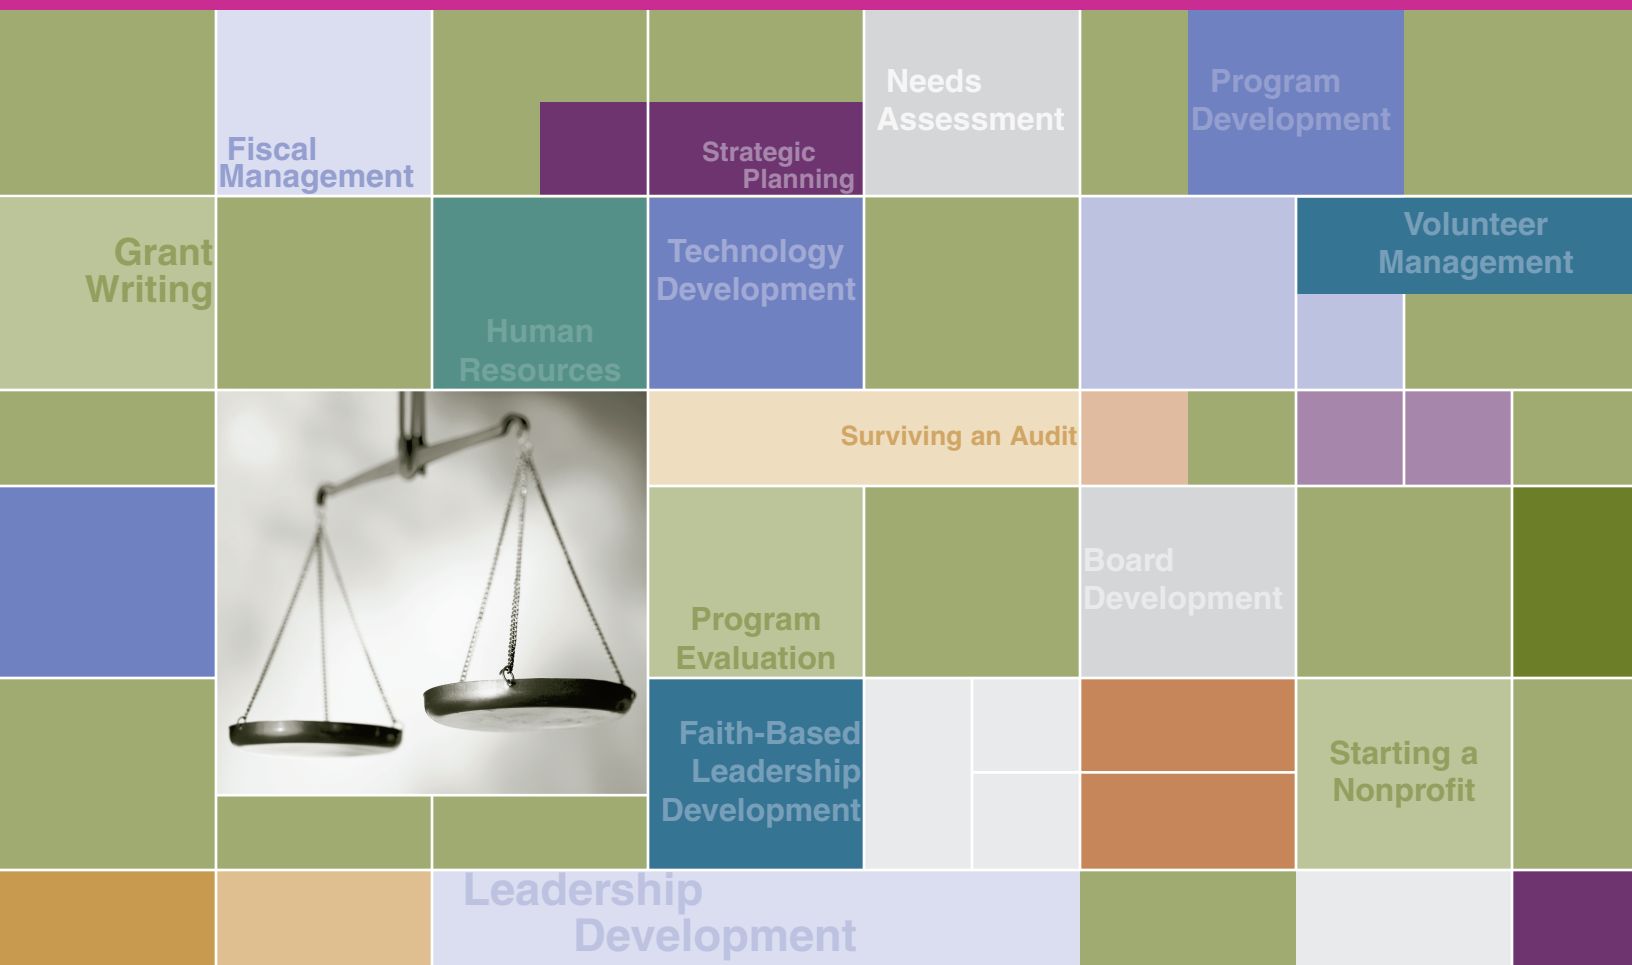 Fiscal
Management
Strategic
Planning
Needs
Assessment
Program
Development
Grant
Writing
Human
Resources
Technology
Development
Volunteer
Management
Surviving an Audit
Program
Evaluation
Board
Development
Faith-Based
Leadership
Development
Starting a
Nonprofit
Leadership
Development